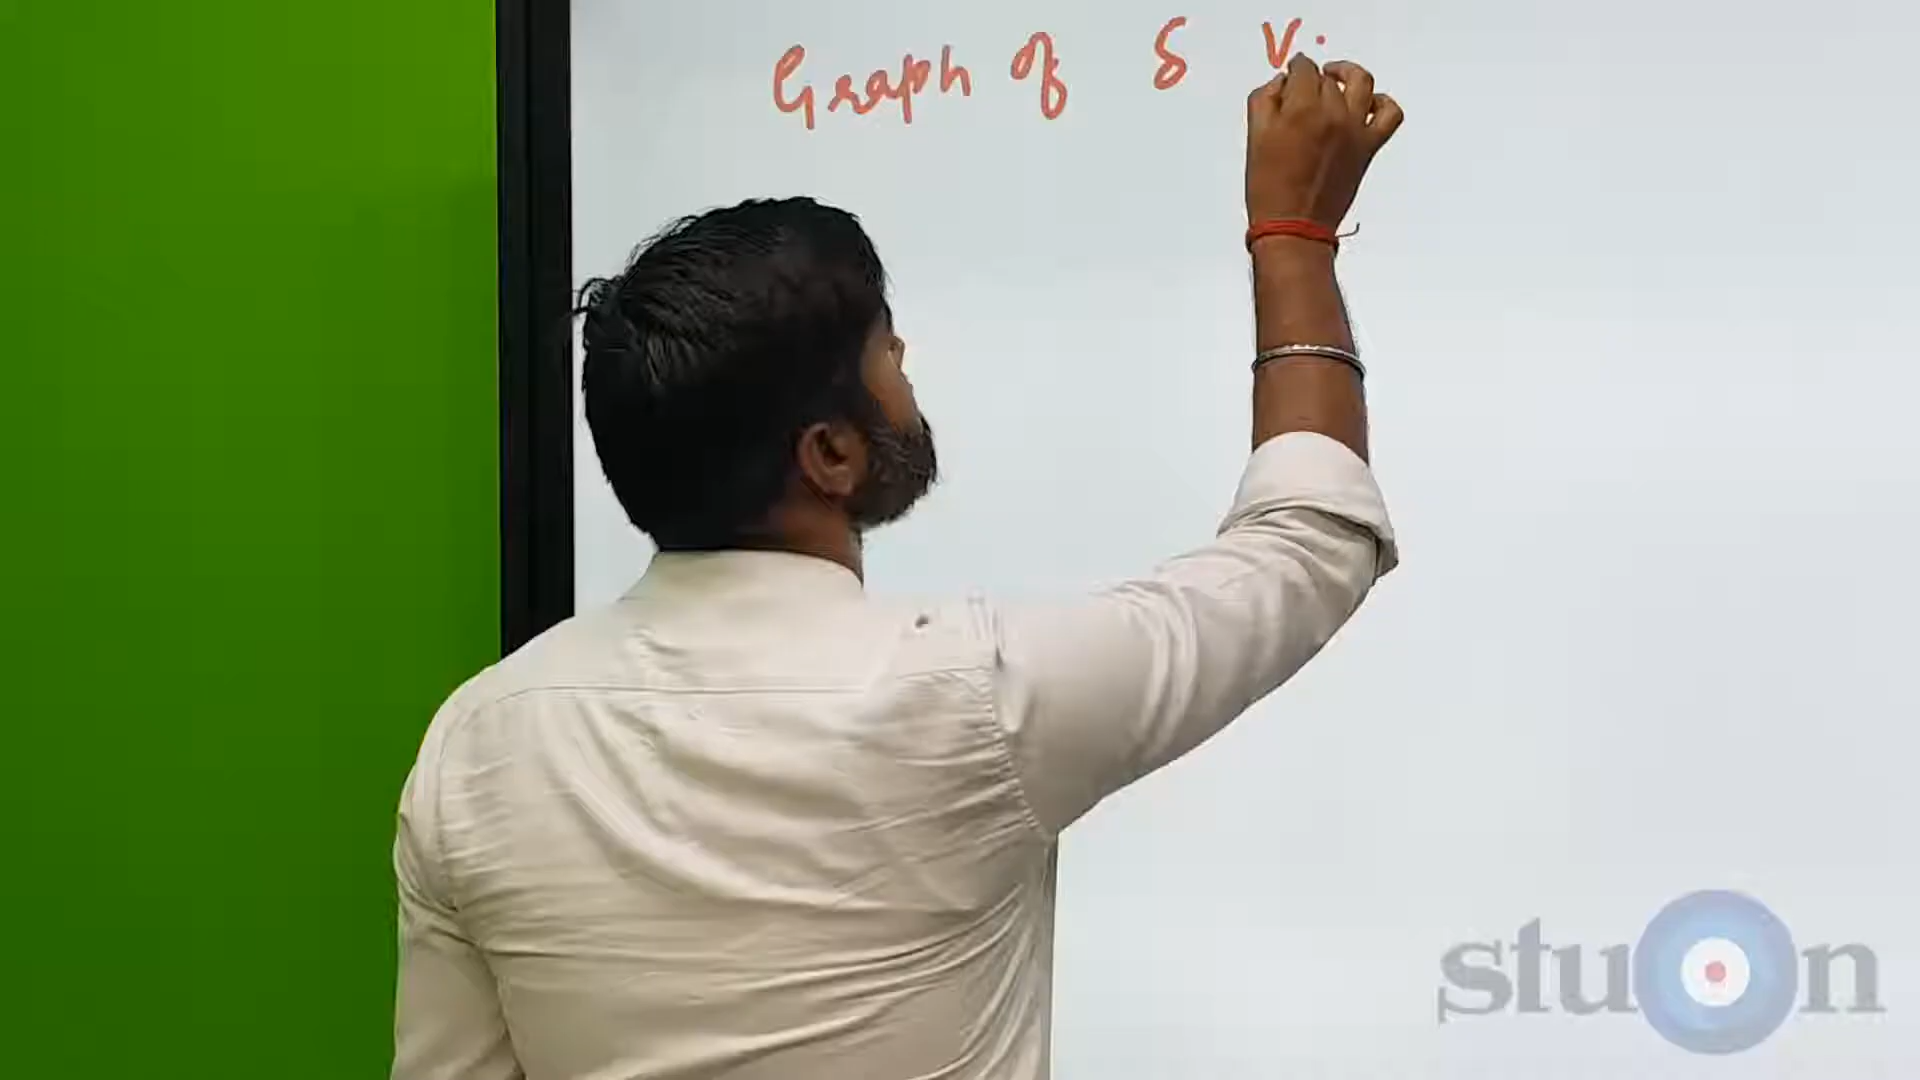 Graph of δ V
stuOn